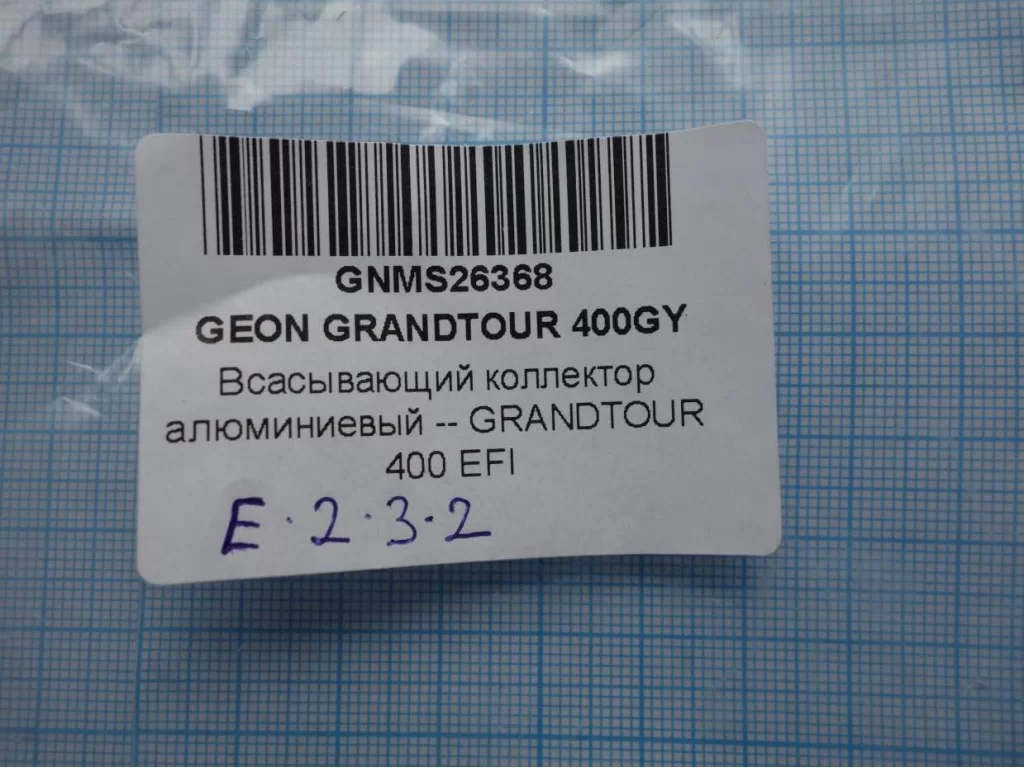 GNMS26368
GEON GRANDTOUR 400GY
Всасывающий коллектор
алюминиевый -- GRANDTOUR
400 EFI
E·2·3·2